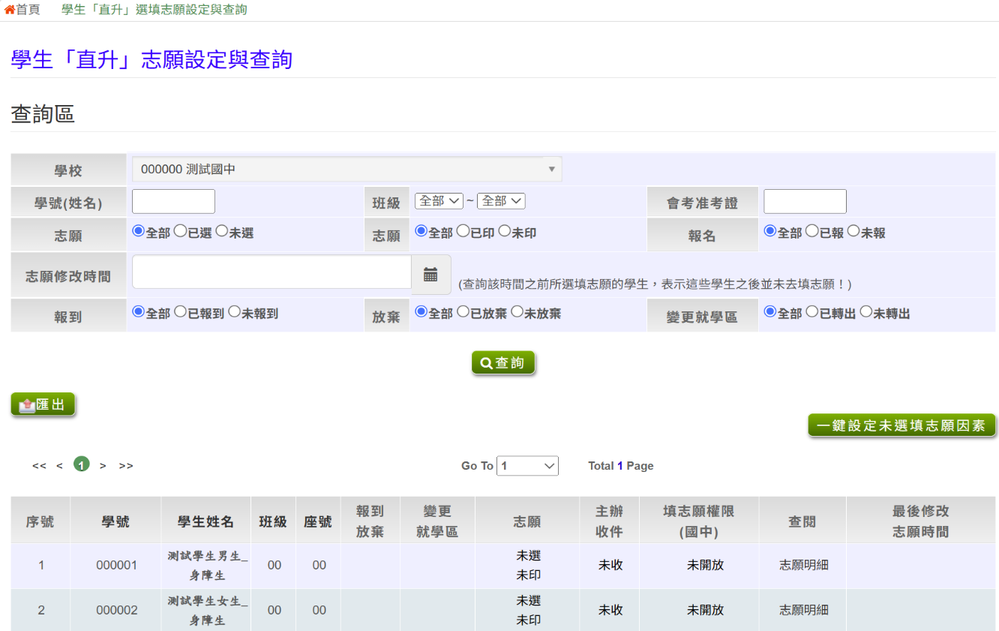 首頁 學生「直升」選填志願設定與查詢
學生「直升」志願設定與查詢
查詢區
學校 000000 測試國中
學號(姓名) 班級 全部 ~ 全部 會考准考證
志願 全部 已選 未選 志願 全部 已印 未印 報名 全部 已報 未報
志願修改時間 (查詢該時間之前所選填志願的學生，表示這些學生之後並未去填志願！)
報到 全部 已報到 未報到 放棄 全部 已放棄 未放棄 變更就學區 全部 已轉出 未轉出
查詢
匯出
一鍵設定未選填志願因素
<< < 1 > >> Go To 1 Total 1 Page
序號 學號 學生姓名 班級 座號 報到 變更 志願 主辦 填志願權限 查閱 最後修改
放棄 就學區 收件 (國中) 志願時間
1 000001 測試學生男生_ 00 00 未選 未收 未開放 志願明細
身障生 未印
2 000002 測試學生女生_ 00 00 未選 未收 未開放 志願明細
身障生 未印